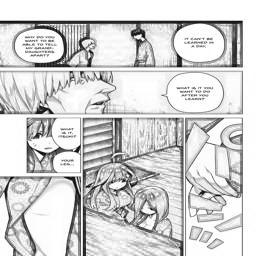 WHY DO YOU
WANT TO BE
ABLE TO TELL
MY GRAND-
DAUGHTERS
APART?
IT CAN'T BE
LEARNED IN
A DAY,
WHAT IS IT YOU
WANT TO DO
AFTER YOU
LEARN?
WHAT
IS IT,
ITSUKI?
YOUR
LEG...